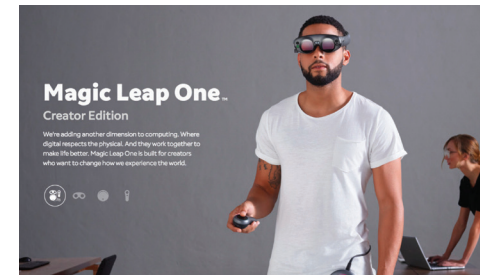 Magic Leap One™
Creator Edition
We're adding another dimension to computing. Where
digital respects the physical. And they work together to
make life better. Magic Leap One is built for creators
who want to change how we experience the world.